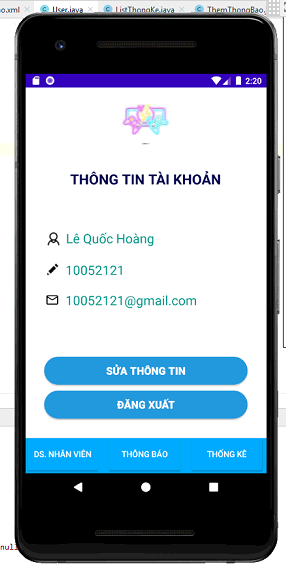 o.xml
User.java
ListThongKe.java
ThemThongBao.
2:20
THÔNG TIN TÀI KHOẢN
Lê Quốc Hoàng
10052121
10052121@gmail.com
SỬA THÔNG TIN
ĐĂNG XUẤT
DS. NHÂN VIÊN THÔNG BÁO THỐNG KÊ
null